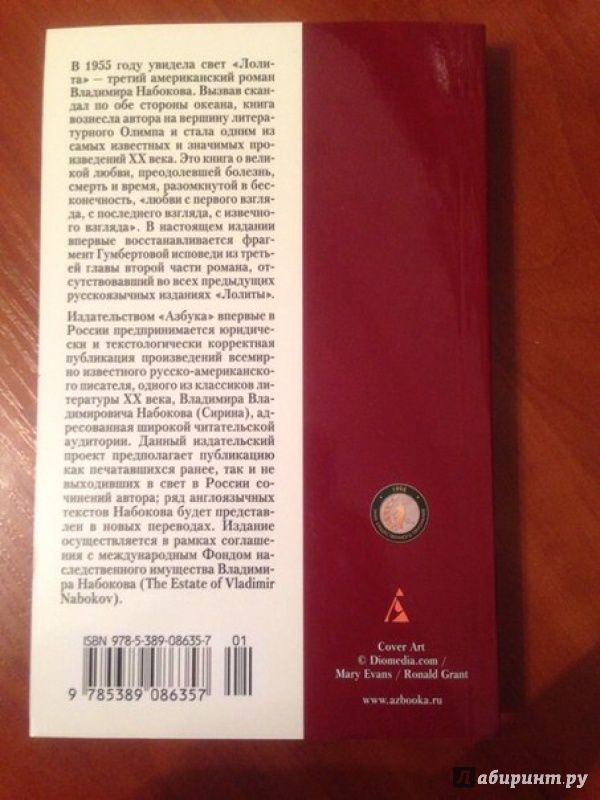 В 1955 году увидела свет «Лоли-
та» — третий американский роман
Владимира Набокова. Вызвав скан-
дал по обе стороны океана, книга
вознесла автора на вершину литера-
турного Олимпа и стала одним из
самых известных и значимых про-
изведений XX века. Это книга о вели-
кой любви, преодолевшей болезнь,
смерть и время, разомкнутой в бес-
конечность, «любви с первого взгля-
да, с последнего взгляда, с извечно-
го взгляда». В настоящем издании
впервые восстанавливается фраг-
мент Гумбертовой исповеди из треть-
ей главы второй части романа, от-
сутствовавший во всех предыдущих
русскоязычных изданиях «Лолиты».
Издательством «Азбука» впервые в
России предпринимается юридиче-
ски и текстологически корректная
публикация произведений всемир-
но известного русско-американско-
го писателя, одного из классиков ли-
тературы XX века, Владимира Вла-
димировича Набокова (Сирина), ад-
ресованная широкой читательской
аудитории. Данный издательский
проект предполагает публикацию
как печатавшихся ранее, так и не
выходивших в свет в России со-
чинений автора; ряд англоязычных
текстов Набокова будет представ-
лен в новых переводах. Издание
осуществляется в рамках соглаше-
ния с международным Фондом на-
следственного имущества Владими-
ра Набокова (The Estate of Vladimir
Nabokov).
ISBN 978-5-389-08635-7
01
9 785389 086357
1998
Cover Art
© Diomedia.com /
Mary Evans / Ronald Grant
www.azbooka.ru
Лабиринт.ру